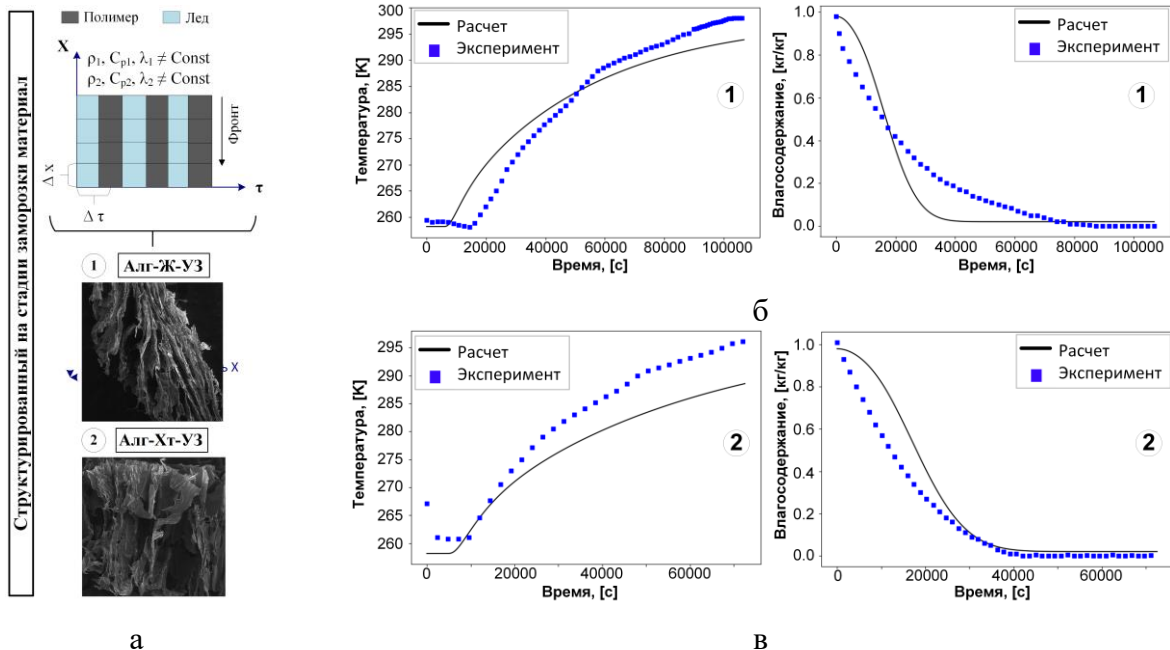 Структурированный на стадии заморозки материал
Полимер
Лед
X
ρ₁, Cₚ₁, λ₁ ≠ Const
ρ₂, Cₚ₂, λ₂ ≠ Const
Фронт
Δ x
τ
Δ τ
1 Алг-Ж-УЗ
X
2 Алг-Хт-УЗ
а
Температура, [K]
300
295
290
285
280
275
270
265
260
Расчет
Эксперимент
1
0 20000 40000 60000 80000 100000
Время, [с]
Влагосодержание, [кг/кг]
1.0
0.8
0.6
0.4
0.2
0.0
Расчет
Эксперимент
1
0 20000 40000 60000 80000 100000
Время, [с]
б
Температура, [K]
295
290
285
280
275
270
265
260
Расчет
Эксперимент
2
0 20000 40000 60000
Время, [с]
Влагосодержание, [кг/кг]
1.0
0.8
0.6
0.4
0.2
0.0
Расчет
Эксперимент
2
0 20000 40000 60000
Время, [с]
в